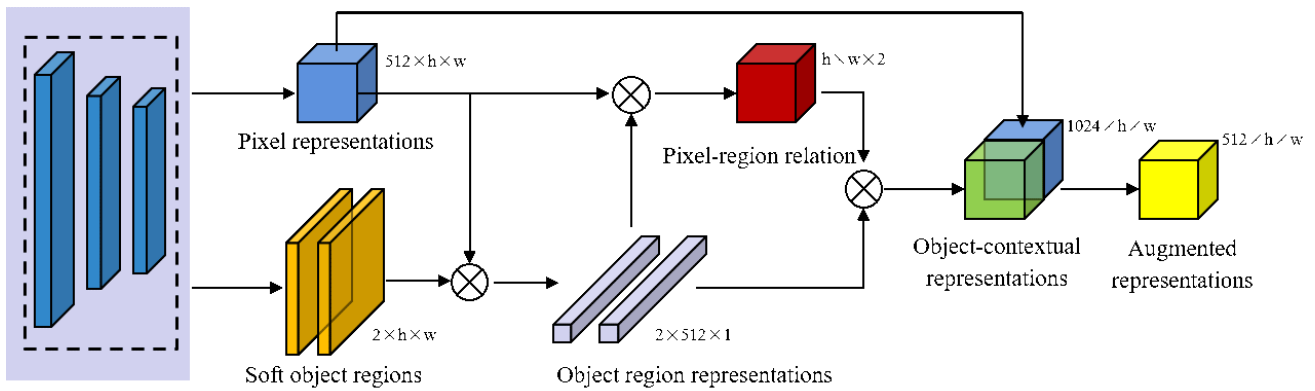 512×h×w
Pixel representations
h\w×2
Pixel-region relation
1024/h/w
512/h/w
Object-contextual
representations
Augmented
representations
2×h×w
Soft object regions
2×512×1
Object region representations